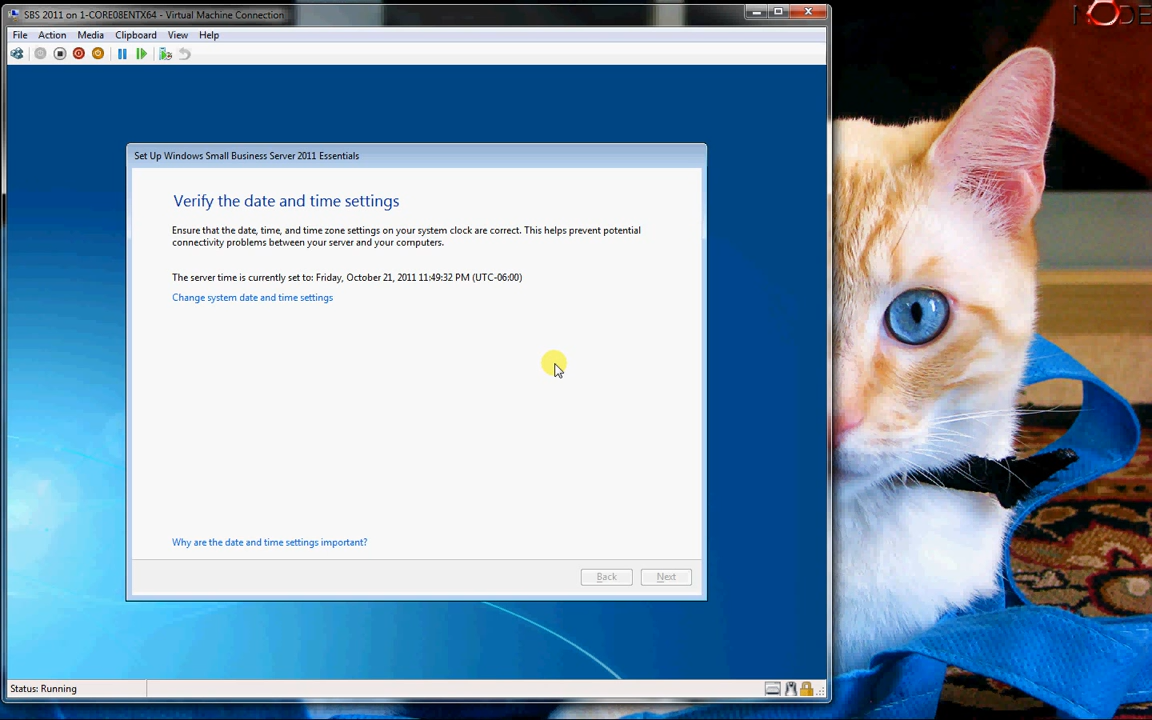 SBS 2011 on 1-CORE08ENTX64 - Virtual Machine Connection
File Action Media Clipboard View Help
Set Up Windows Small Business Server 2011 Essentials
Verify the date and time settings
Ensure that the date, time, and time zone settings on your system clock are correct. This helps prevent potential
connectivity problems between your server and your computers.
The server time is currently set to: Friday, October 21, 2011 11:49:32 PM (UTC-06:00)
Change system date and time settings
Why are the date and time settings important?
Back Next
Status: Running
NODE